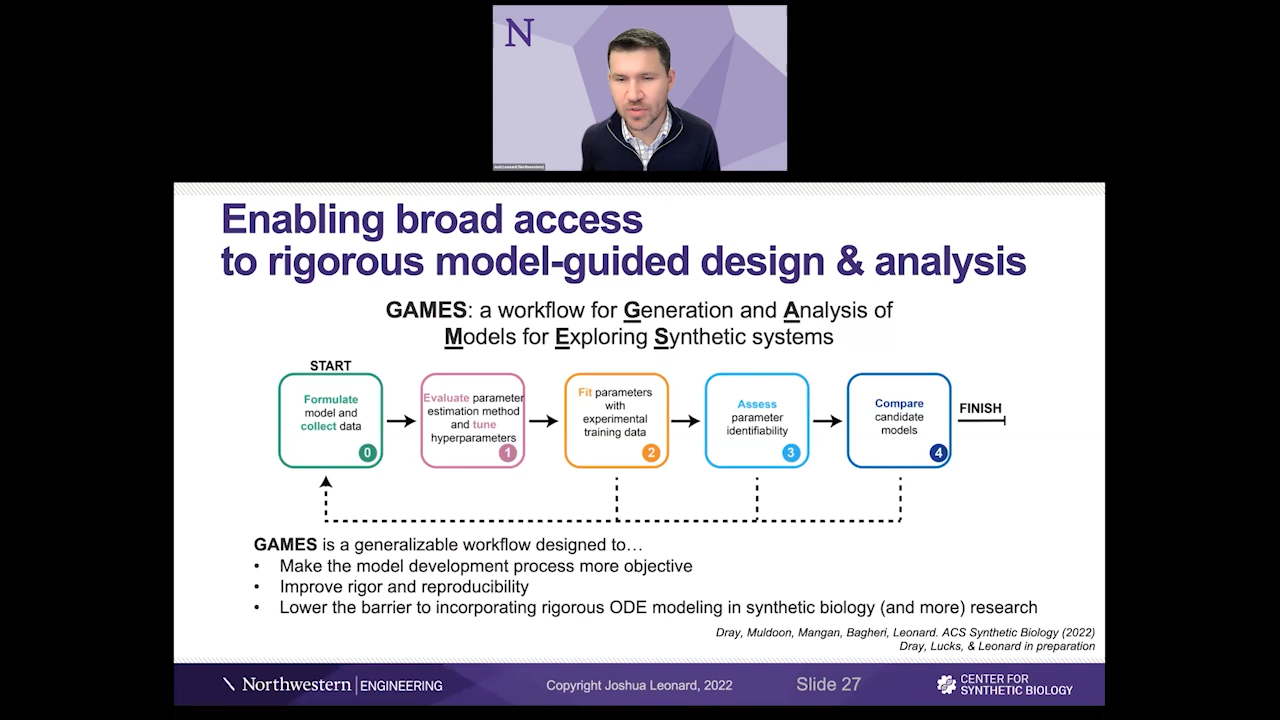 N
Josh Leonard (Northwestern)
Enabling broad access
to rigorous model-guided design & analysis
GAMES: a workflow for Generation and Analysis of
Models for Exploring Synthetic systems
START
Formulate
model and
collect data
0
Evaluate parameter
estimation method
and tune
hyperparameters
1
Fit parameters
with
experimental
training data
2
Assess
parameter
identifiability
3
Compare
candidate
models
4
FINISH
GAMES is a generalizable workflow designed to…
• Make the model development process more objective
• Improve rigor and reproducibility
• Lower the barrier to incorporating rigorous ODE modeling in synthetic biology (and more) research
Dray, Muldoon, Mangan, Bagheri, Leonard. ACS Synthetic Biology (2022)
Dray, Lucks, & Leonard in preparation
Northwestern | ENGINEERING
Copyright Joshua Leonard, 2022
Slide 27
CENTER FOR
SYNTHETIC BIOLOGY